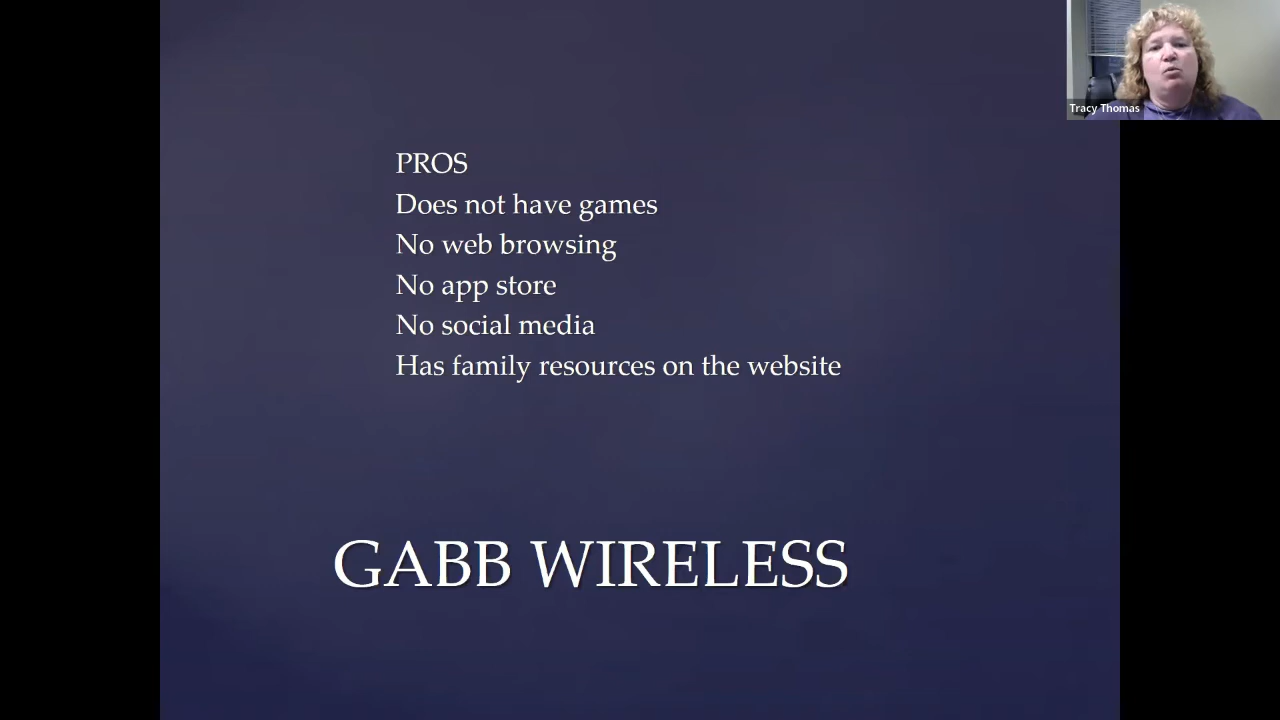 Tracy Thomas
PROS
Does not have games
No web browsing
No app store
No social media
Has family resources on the website
GABB WIRELESS